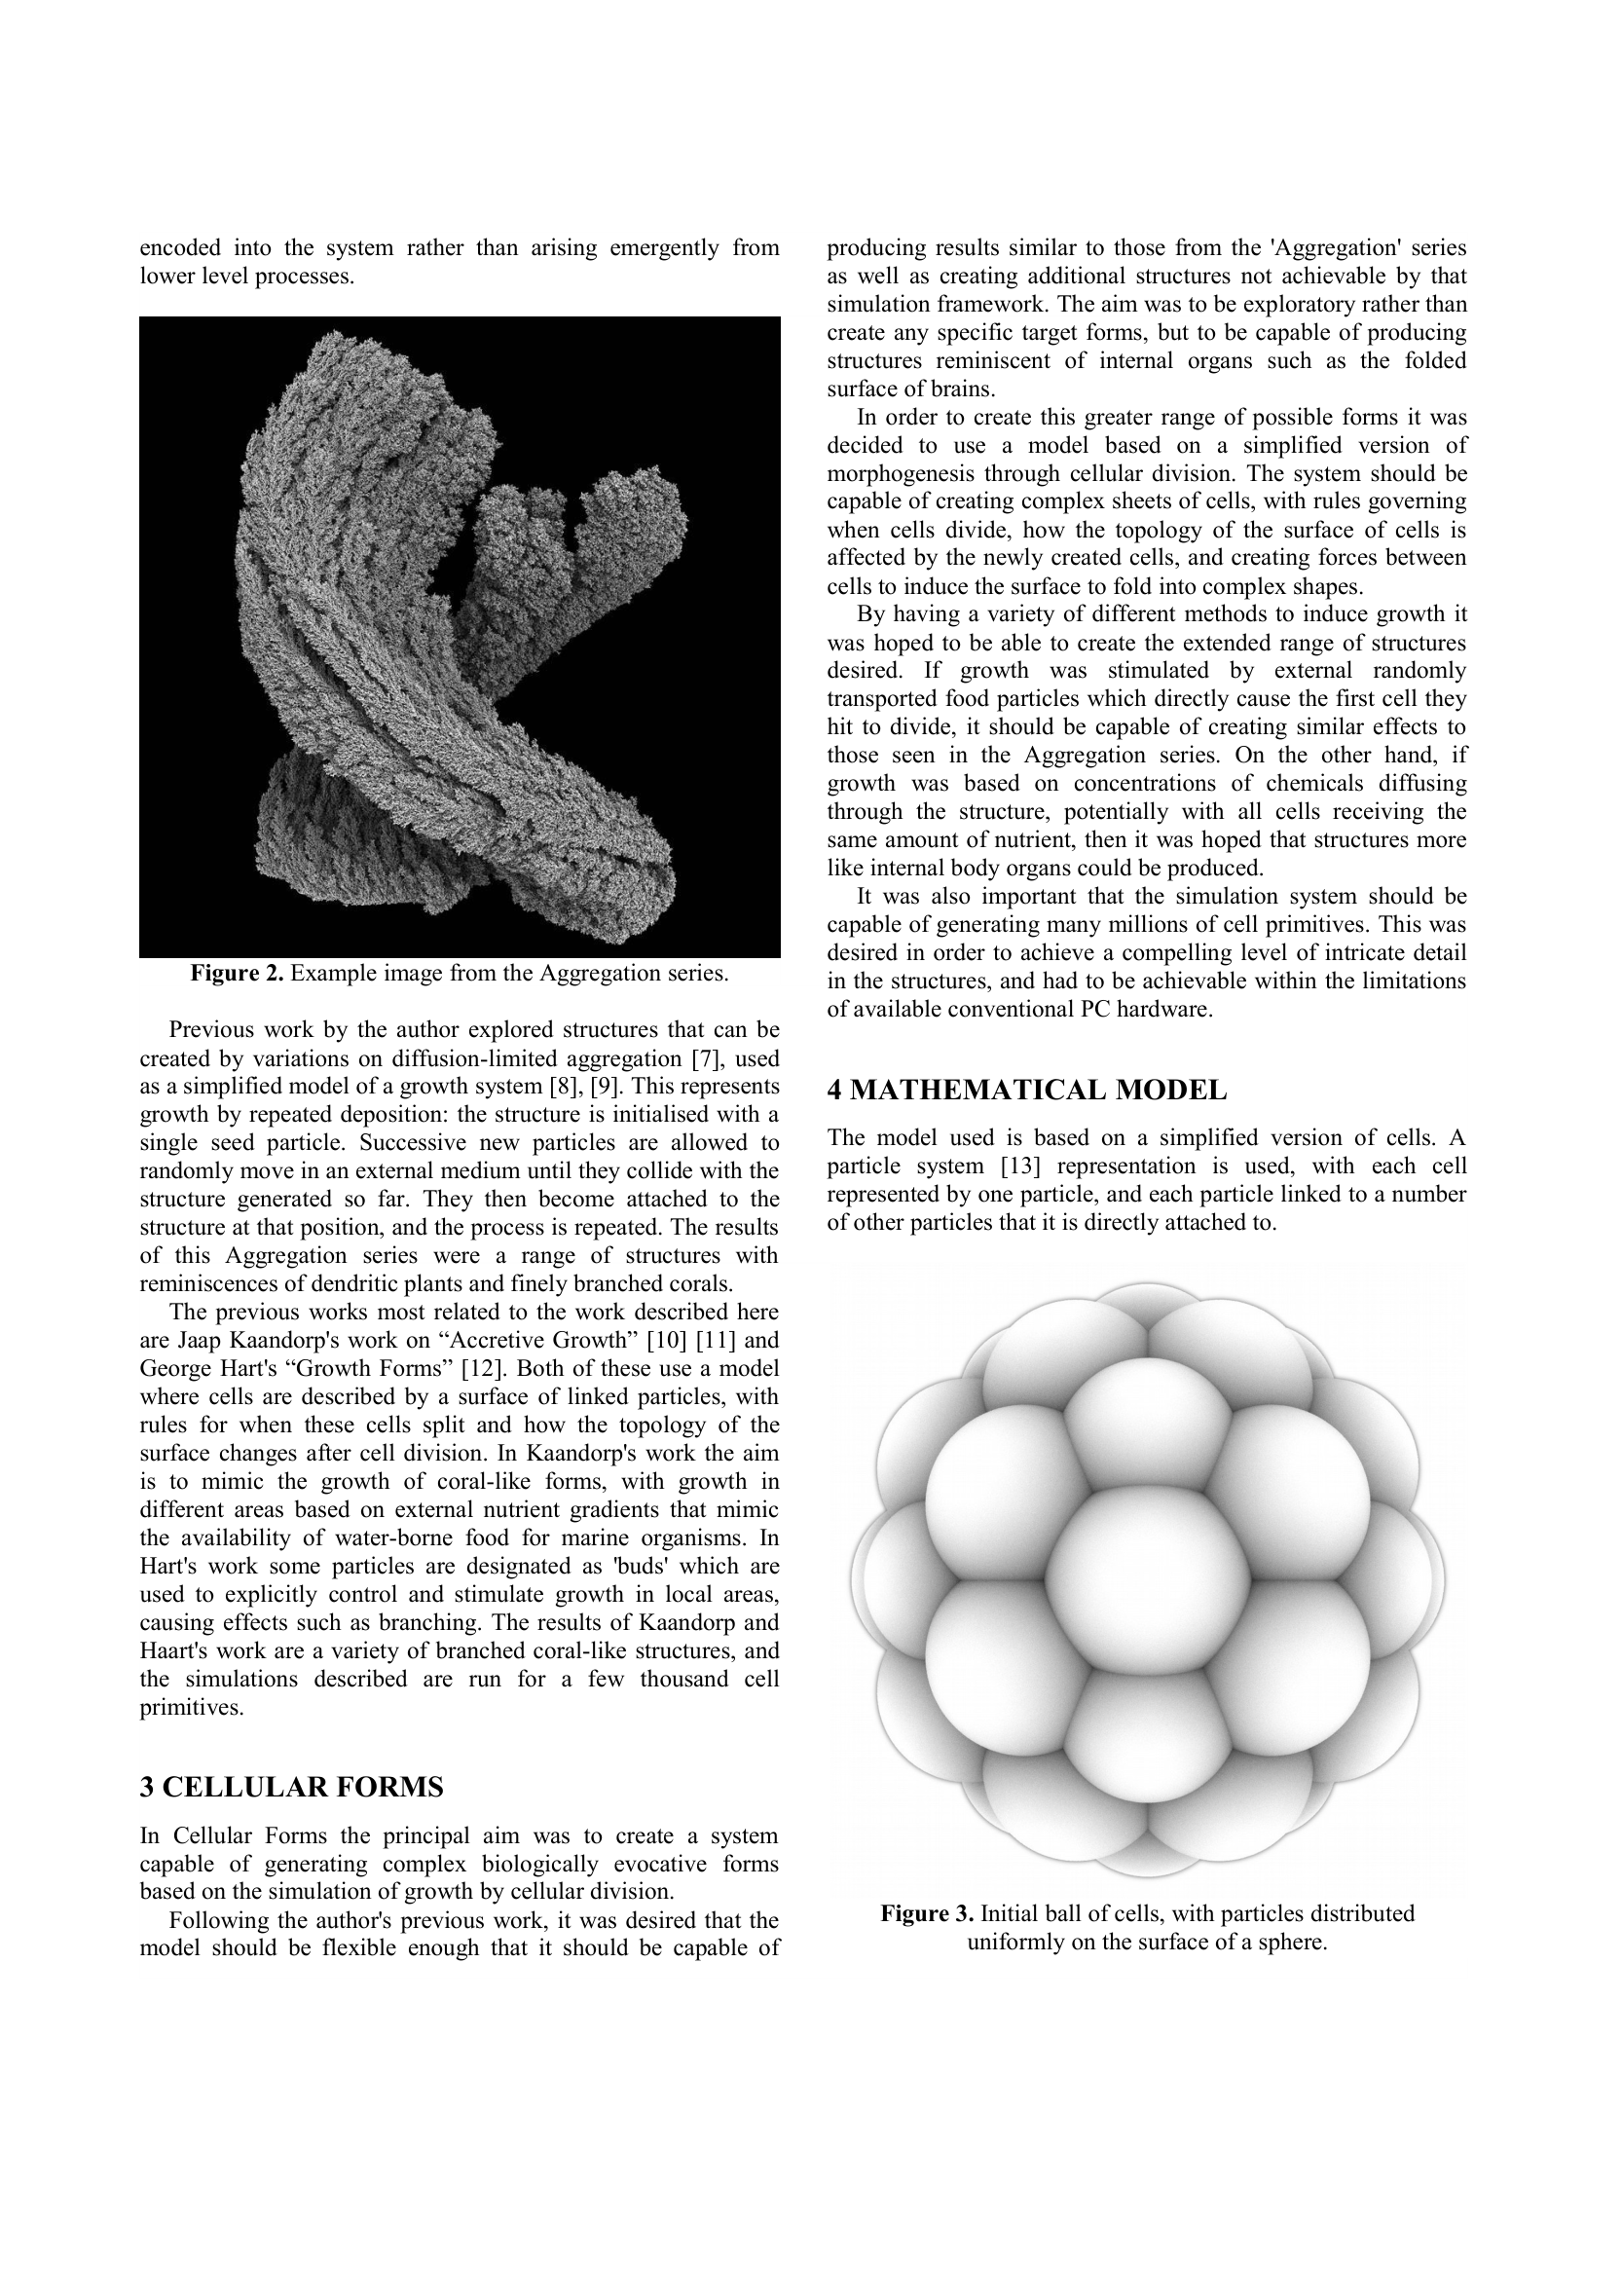 encoded into the system rather than arising emergently from
lower level processes.
Figure 2. Example image from the Aggregation series.
Previous work by the author explored structures that can be
created by variations on diffusion-limited aggregation [7], used
as a simplified model of a growth system [8], [9]. This represents
growth by repeated deposition: the structure is initialised with a
single seed particle. Successive new particles are allowed to
randomly move in an external medium until they collide with the
structure generated so far. They then become attached to the
structure at that position, and the process is repeated. The results
of this Aggregation series were a range of structures with
reminiscences of dendritic plants and finely branched corals.
The previous works most related to the work described here
are Jaap Kaandorp's work on “Accretive Growth” [10] [11] and
George Hart's “Growth Forms” [12]. Both of these use a model
where cells are described by a surface of linked particles, with
rules for when these cells split and how the topology of the
surface changes after cell division. In Kaandorp's work the aim
is to mimic the growth of coral-like forms, with growth in
different areas based on external nutrient gradients that mimic
the availability of water-borne food for marine organisms. In
Hart's work some particles are designated as 'buds' which are
used to explicitly control and stimulate growth in local areas,
causing effects such as branching. The results of Kaandorp and
Haart's work are a variety of branched coral-like structures, and
the simulations described are run for a few thousand cell
primitives.
3 CELLULAR FORMS
In Cellular Forms the principal aim was to create a system
capable of generating complex biologically evocative forms
based on the simulation of growth by cellular division.
Following the author's previous work, it was desired that the
model should be flexible enough that it should be capable of
producing results similar to those from the 'Aggregation' series
as well as creating additional structures not achievable by that
simulation framework. The aim was to be exploratory rather than
create any specific target forms, but to be capable of producing
structures reminiscent of internal organs such as the folded
surface of brains.
In order to create this greater range of possible forms it was
decided to use a model based on a simplified version of
morphogenesis through cellular division. The system should be
capable of creating complex sheets of cells, with rules governing
when cells divide, how the topology of the surface of cells is
affected by the newly created cells, and creating forces between
cells to induce the surface to fold into complex shapes.
By having a variety of different methods to induce growth it
was hoped to be able to create the extended range of structures
desired. If growth was stimulated by external randomly
transported food particles which directly cause the first cell they
hit to divide, it should be capable of creating similar effects to
those seen in the Aggregation series. On the other hand, if
growth was based on concentrations of chemicals diffusing
through the structure, potentially with all cells receiving the
same amount of nutrient, then it was hoped that structures more
like internal body organs could be produced.
It was also important that the simulation system should be
capable of generating many millions of cell primitives. This was
desired in order to achieve a compelling level of intricate detail
in the structures, and had to be achievable within the limitations
of available conventional PC hardware.
4 MATHEMATICAL MODEL
The model used is based on a simplified version of cells. A
particle system [13] representation is used, with each cell
represented by one particle, and each particle linked to a number
of other particles that it is directly attached to.
Figure 3. Initial ball of cells, with particles distributed
uniformly on the surface of a sphere.